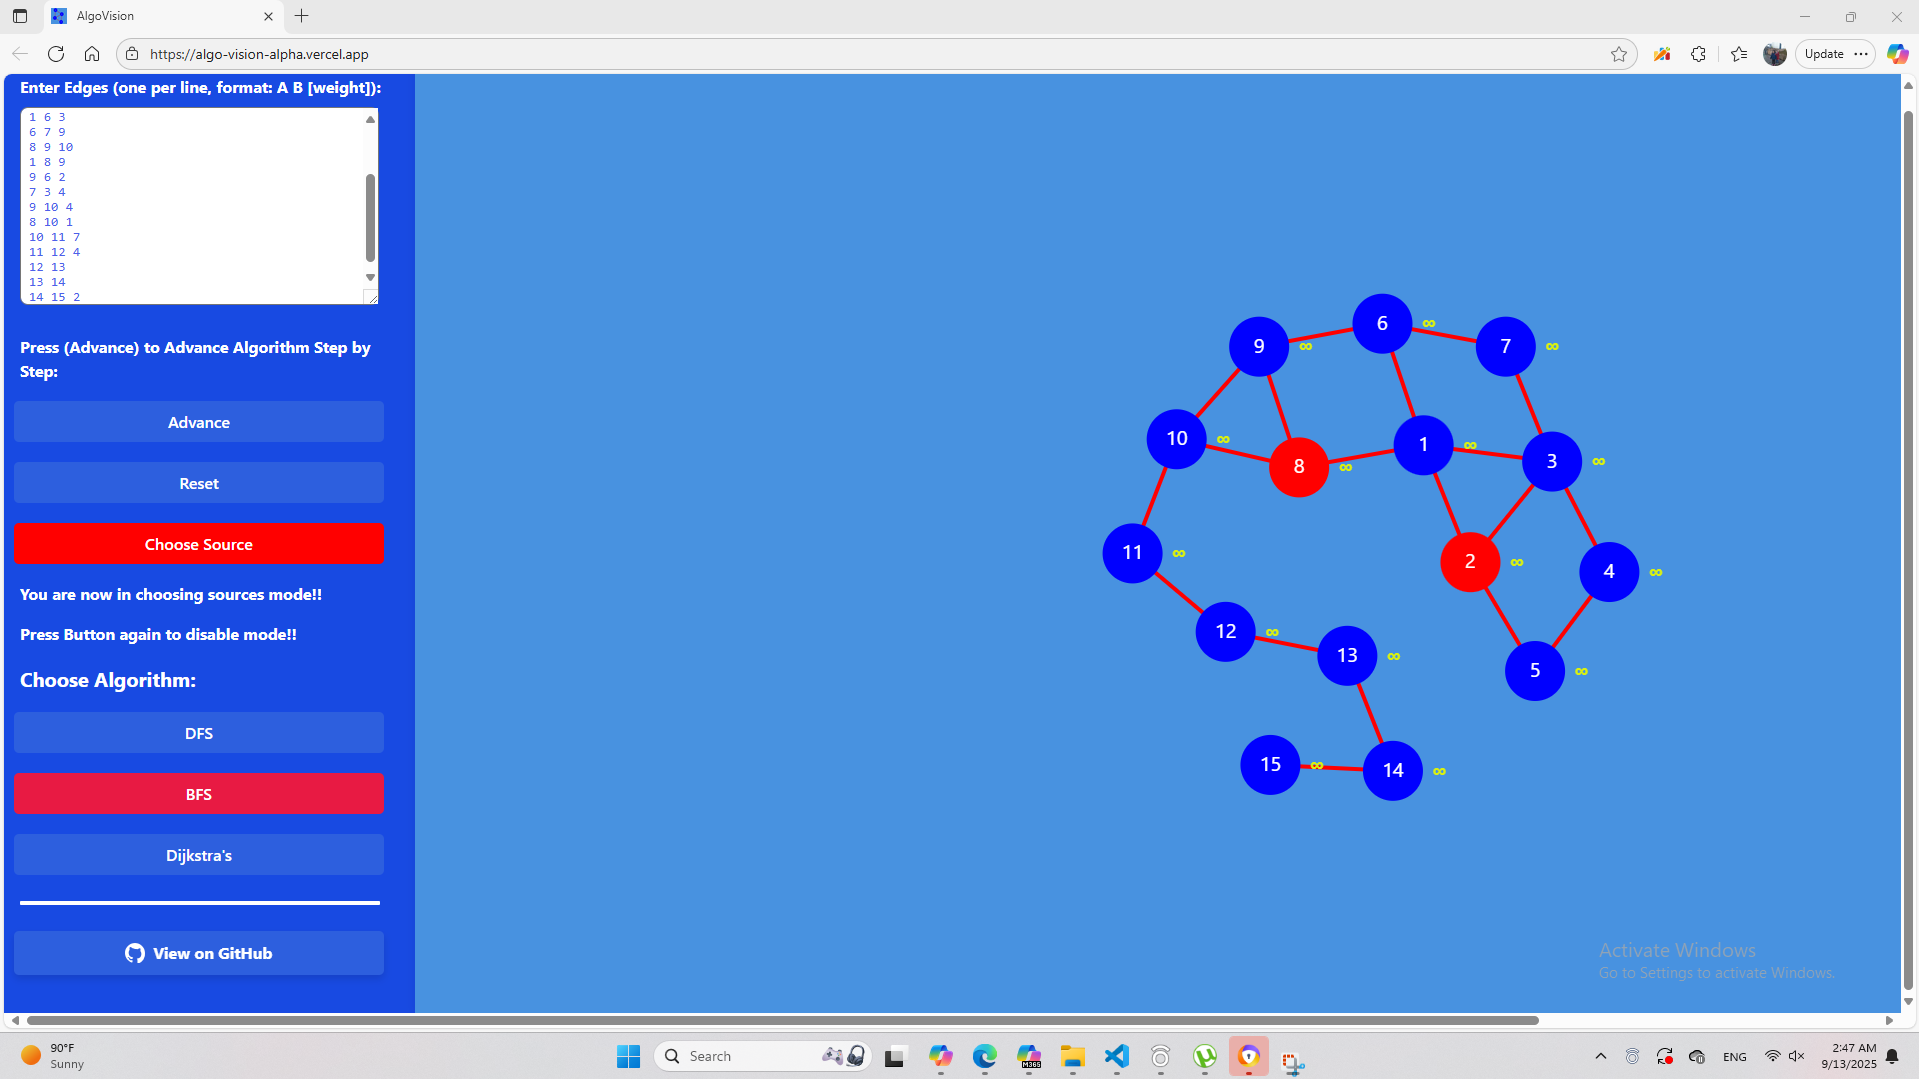 AlgoVision
https://algo-vision-alpha.vercel.app
Update
Enter Edges (one per line, format: A B [weight]):
1 6 3
6 7 9
8 9 10
1 8 9
9 6 2
7 3 4
9 10 4
8 10 1
10 11 7
11 12 4
12 13
13 14
14 15 2
Press (Advance) to Advance Algorithm Step by
Step:
Advance
Reset
Choose Source
You are now in choosing sources mode!!
Press Button again to disable mode!!
Choose Algorithm:
DFS
BFS
Dijkstra's
View on GitHub
6 ∞
9 ∞
7 ∞
10 ∞
1 ∞
3 ∞
8 ∞
11 ∞
2 ∞
4 ∞
12 ∞
13 ∞
5 ∞
15 ∞
14 ∞
Activate Windows
Go to Settings to activate Windows.
90°F
Sunny
Search
M365
ENG
2:47 AM
9/13/2025